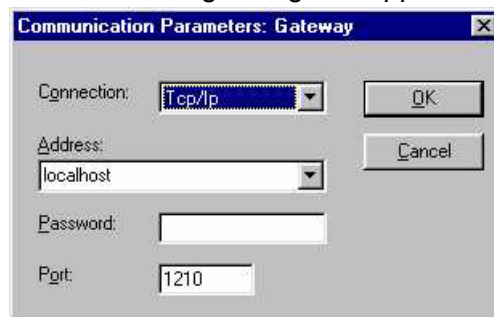 Communication Parameters: Gateway
Connection: Tcp/Ip
OK
Address:
Cancel
localhost
Password:
Port: 1210